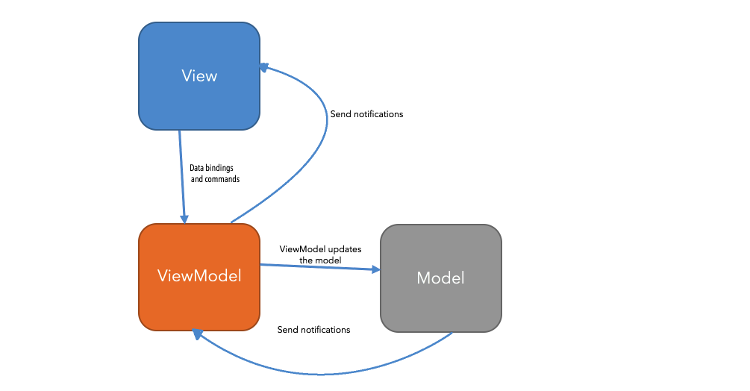 View
Send notifications
Data bindings
and commands
ViewModel updates
the model
ViewModel
Model
Send notifications